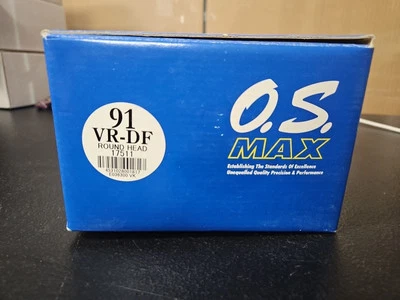 91
VR-DF
ROUND HEAD
17511
O.S.
MAX
Establishing The Standards Of Excellence
Unequalled Quality Precision & Performance